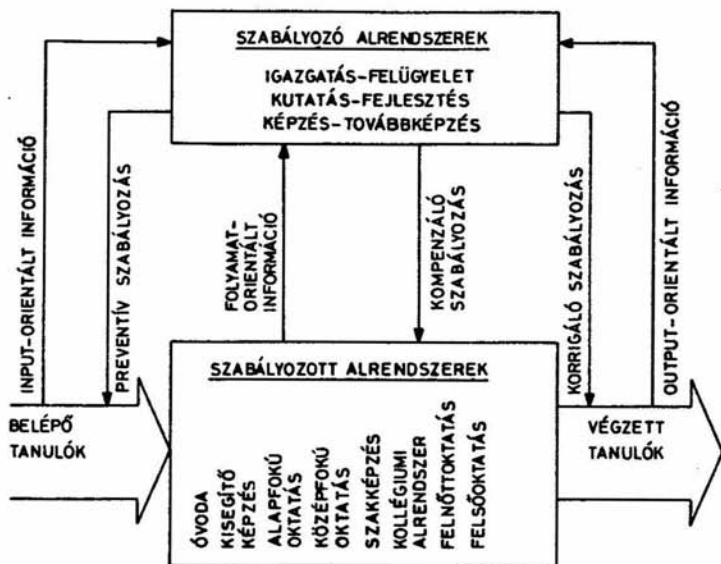 SZABÁLYOZÓ ALRENDSZEREK
IGAZGATÁS-FELÜGYELET
KUTATÁS-FEJLESZTÉS
KÉPZÉS-TOVÁBBKÉPZÉS
INPUT-ORIENTÁLT INFORMÁCIÓ
PREVENTÍV SZABÁLYOZÁS
FOLYAMAT-
ORIENTÁLT
INFORMÁCIÓ
KOMPENZÁLÓ
SZABÁLYOZÁS
KORRIGÁLÓ SZABÁLYOZÁS
OUTPUT-ORIENTÁLT INFORMÁCIÓ
BELÉPŐ
TANULÓK
SZABÁLYOZOTT ALRENDSZEREK
ÓVODA
KISEGÍTŐ
KÉPZÉS
ALAPFOKÚ
OKTATÁS
KÖZÉPFOKÚ
OKTATÁS
SZAKKÉPZÉS
KOLLÉGIUMI
ALRENDSZER
FELNŐTTOKTATÁS
FELSŐOKTATÁS
VÉGZETT
TANULÓK